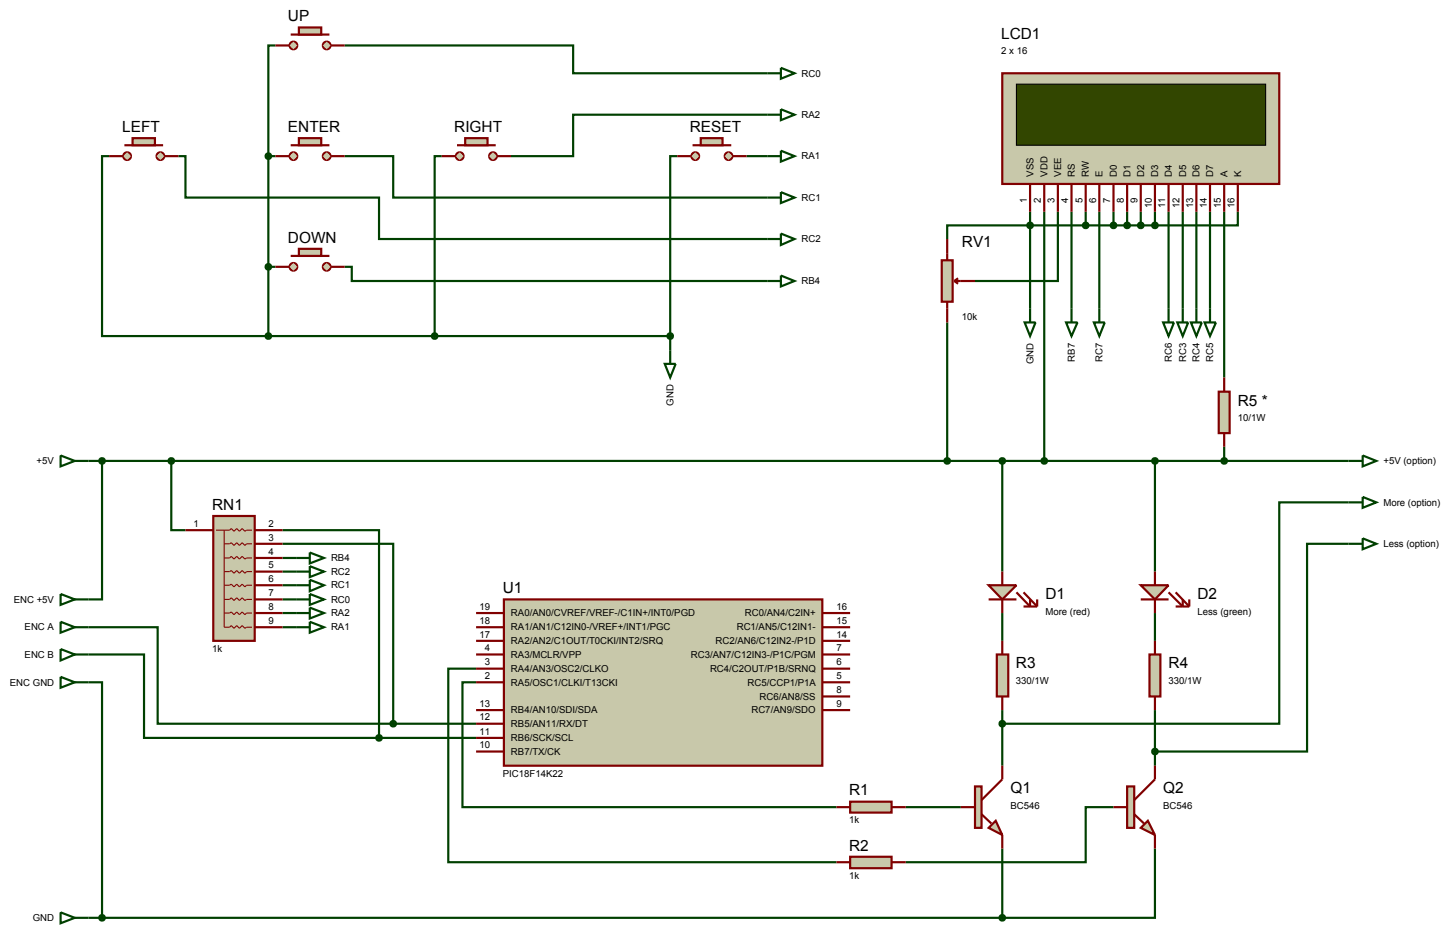 UP
RC0
RA2
LEFT
ENTER
RIGHT
RESET
RA1
RC1
RC2
DOWN
RB4
GND
LCD1
2 x 16
VSS
VDD
VEE
RS
RW
E
D0
D1
D2
D3
D4
D5
D6
D7
A
K
1
2
3
4
5
6
7
8
9
10
11
12
13
14
15
16
RV1
10k
GND
RB7
RC7
RC6
RC3
RC4
RC5
R5 *
10/1W
+5V
+5V (option)
More (option)
Less (option)
RN1
1
2
3
4
RB4
5
RC2
6
RC1
7
RC0
8
RA2
9
RA1
1k
ENC +5V
ENC A
ENC B
ENC GND
U1
19 RA0/AN0/CVREF/VREF-/C1IN+/INT0/PGD RC0/AN4/C2IN+ 16
18 RA1/AN1/C12IN0-/VREF+/INT1/PGC RC1/AN5/C12IN1- 15
17 RA2/AN2/C1OUT/T0CKI/INT2/SRQ RC2/AN6/C12IN2-/P1D 14
4 RA3/MCLR/VPP RC3/AN7/C12IN3-/P1C/PGM 7
3 RA4/AN3/OSC2/CLKO RC4/C2OUT/P1B/SRNQ 6
2 RA5/OSC1/CLKI/T13CKI RC5/CCP1/P1A 5
RC6/AN8/SS 8
13 RB4/AN10/SDI/SDA RC7/AN9/SDO 9
12 RB5/AN11/RX/DT
11 RB6/SCK/SCL
10 RB7/TX/CK
PIC18F14K22
D1
More (red)
D2
Less (green)
R3
330/1W
R4
330/1W
R1
1k
R2
1k
Q1
BC546
Q2
BC546
GND